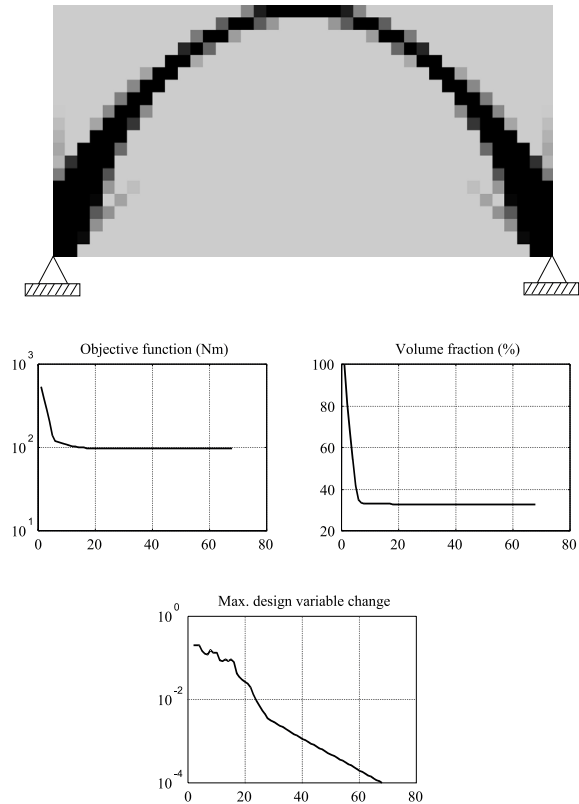 Objective function (Nm)
10 3
10 2
10 1
0 20 40 60 80
Volume fraction (%)
100
80
60
40
20
0 20 40 60 80
Max. design variable change
10 0
10 -2
10 -4
0 20 40 60 80